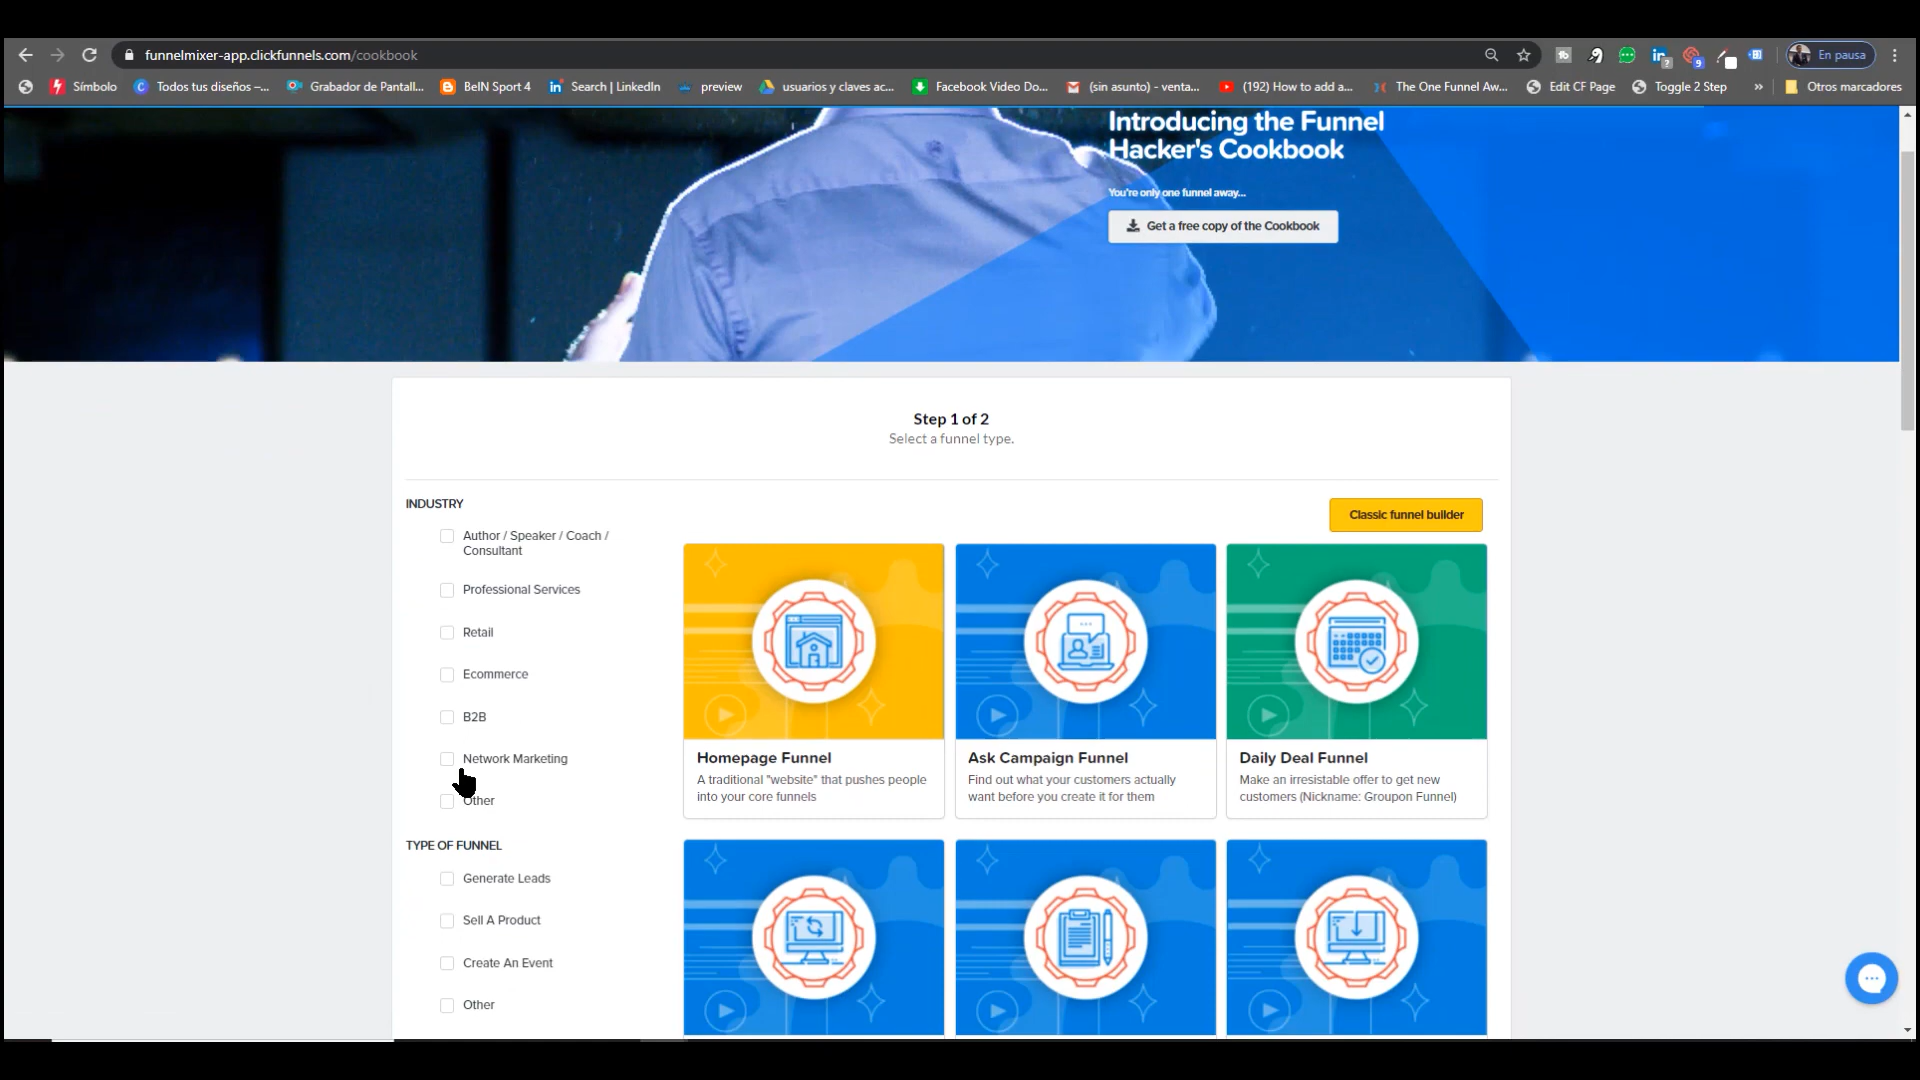 funnelmixer-app.clickfunnels.com/cookbook
9
En pausa
Símbolo
Todos tus diseños –...
Grabador de Pantall...
BeIN Sport 4
Search | LinkedIn
preview
usuarios y claves ac...
Facebook Video Do...
(sin asunto) - venta...
(192) How to add a...
The One Funnel Aw...
Edit CF Page
Toggle 2 Step
»
Otros marcadores
Introducing the Funnel
Hacker's Cookbook
You're only one funnel away...
Get a free copy of the Cookbook
Step 1 of 2
Select a funnel type.
INDUSTRY
Author / Speaker / Coach /
Consultant
Professional Services
Retail
Ecommerce
B2B
Network Marketing
Other
TYPE OF FUNNEL
Generate Leads
Sell A Product
Create An Event
Other
Classic funnel builder
Homepage Funnel
A traditional "website" that pushes people
into your core funnels
Ask Campaign Funnel
Find out what your customers actually
want before you create it for them
Daily Deal Funnel
Make an irresistable offer to get new
customers (Nickname: Groupon Funnel)